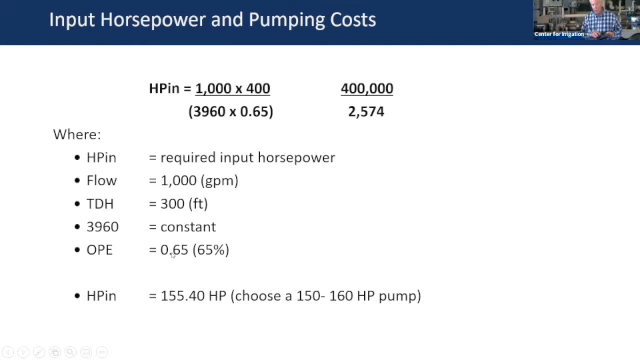 Input Horsepower and Pumping Costs
Center for Irrigation
HPin = 1,000 x 400 400,000
(3960 x 0.65) 2,574
Where:
• HPin = required input horsepower
• Flow = 1,000 (gpm)
• TDH = 300 (ft)
• 3960 = constant
• OPE = 0.65 (65%)
• HPin = 155.40 HP (choose a 150- 160 HP pump)